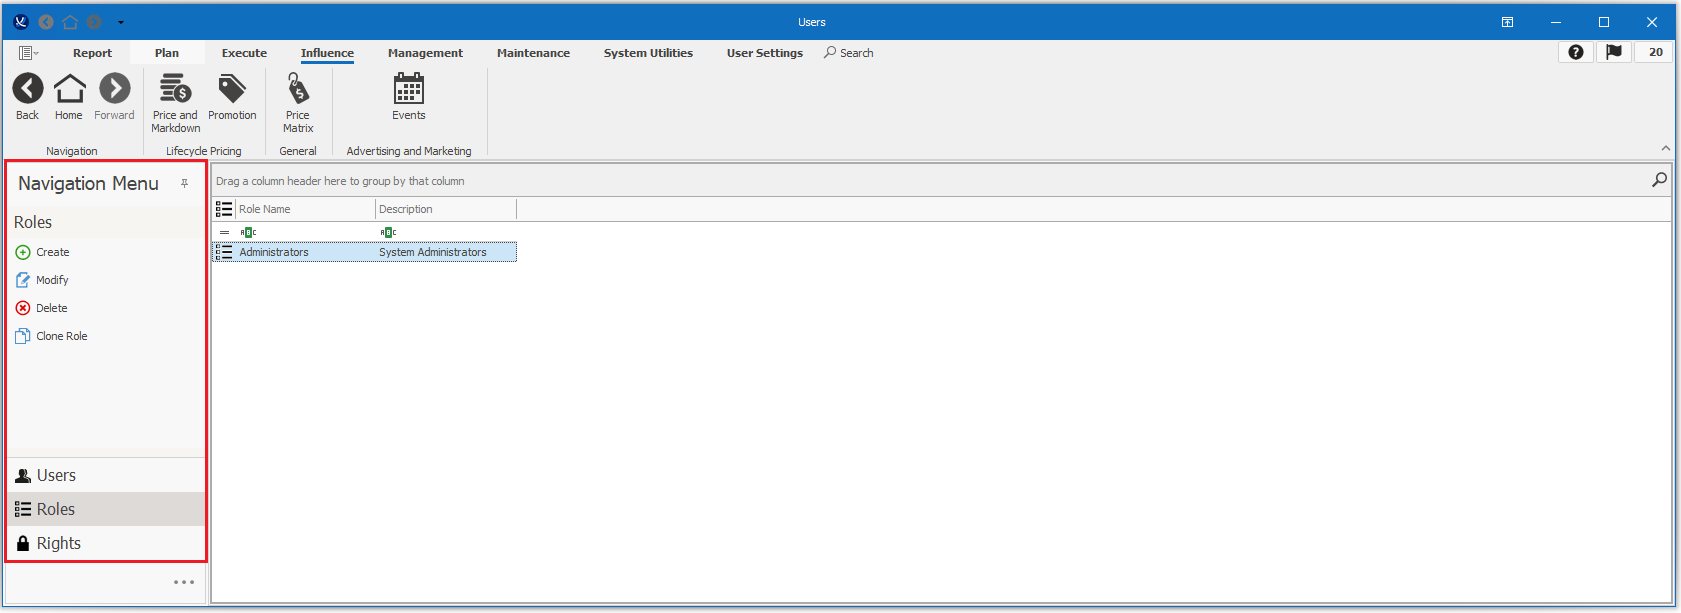 Users
Report Plan Execute Influence Management Maintenance System Utilities User Settings Search 20
Back Home Forward Price and Markdown Promotion Price Matrix Events
Navigation Lifecycle Pricing General Advertising and Marketing
Navigation Menu
Roles
Create
Modify
Delete
Clone Role
Users
Roles
Rights
Drag a column header here to group by that column
Role Name Description
ABC ABC
Administrators System Administrators